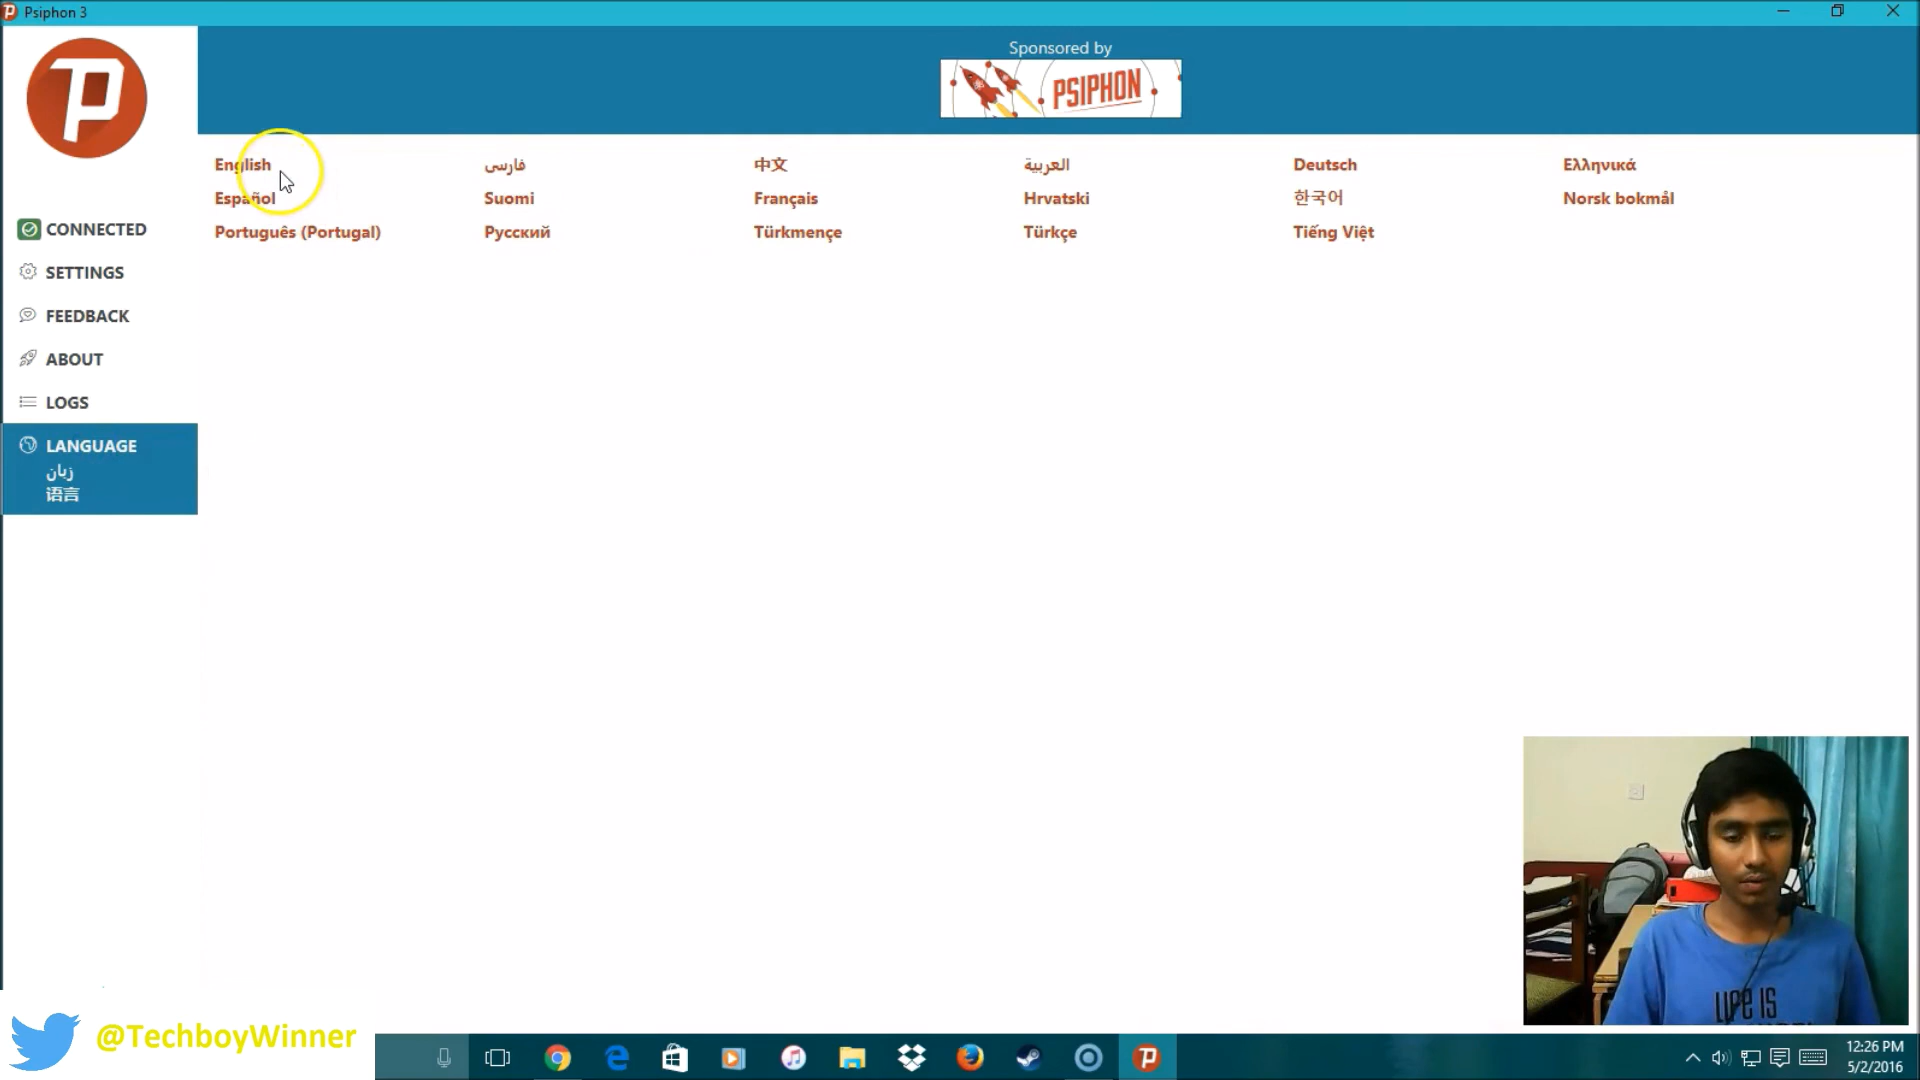 Psiphon 3
Sponsored by
PSIPHON
English
فارسی
中文
العربية
Deutsch
Ελληνικά
Español
Suomi
Français
Hrvatski
한국어
Norsk bokmål
Português (Portugal)
Русский
Türkmençe
Türkçe
Tiếng Việt
CONNECTED
SETTINGS
FEEDBACK
ABOUT
LOGS
LANGUAGE
زبان
语言
LIFE IS
@TechboyWinner
12:26 PM
5/2/2016